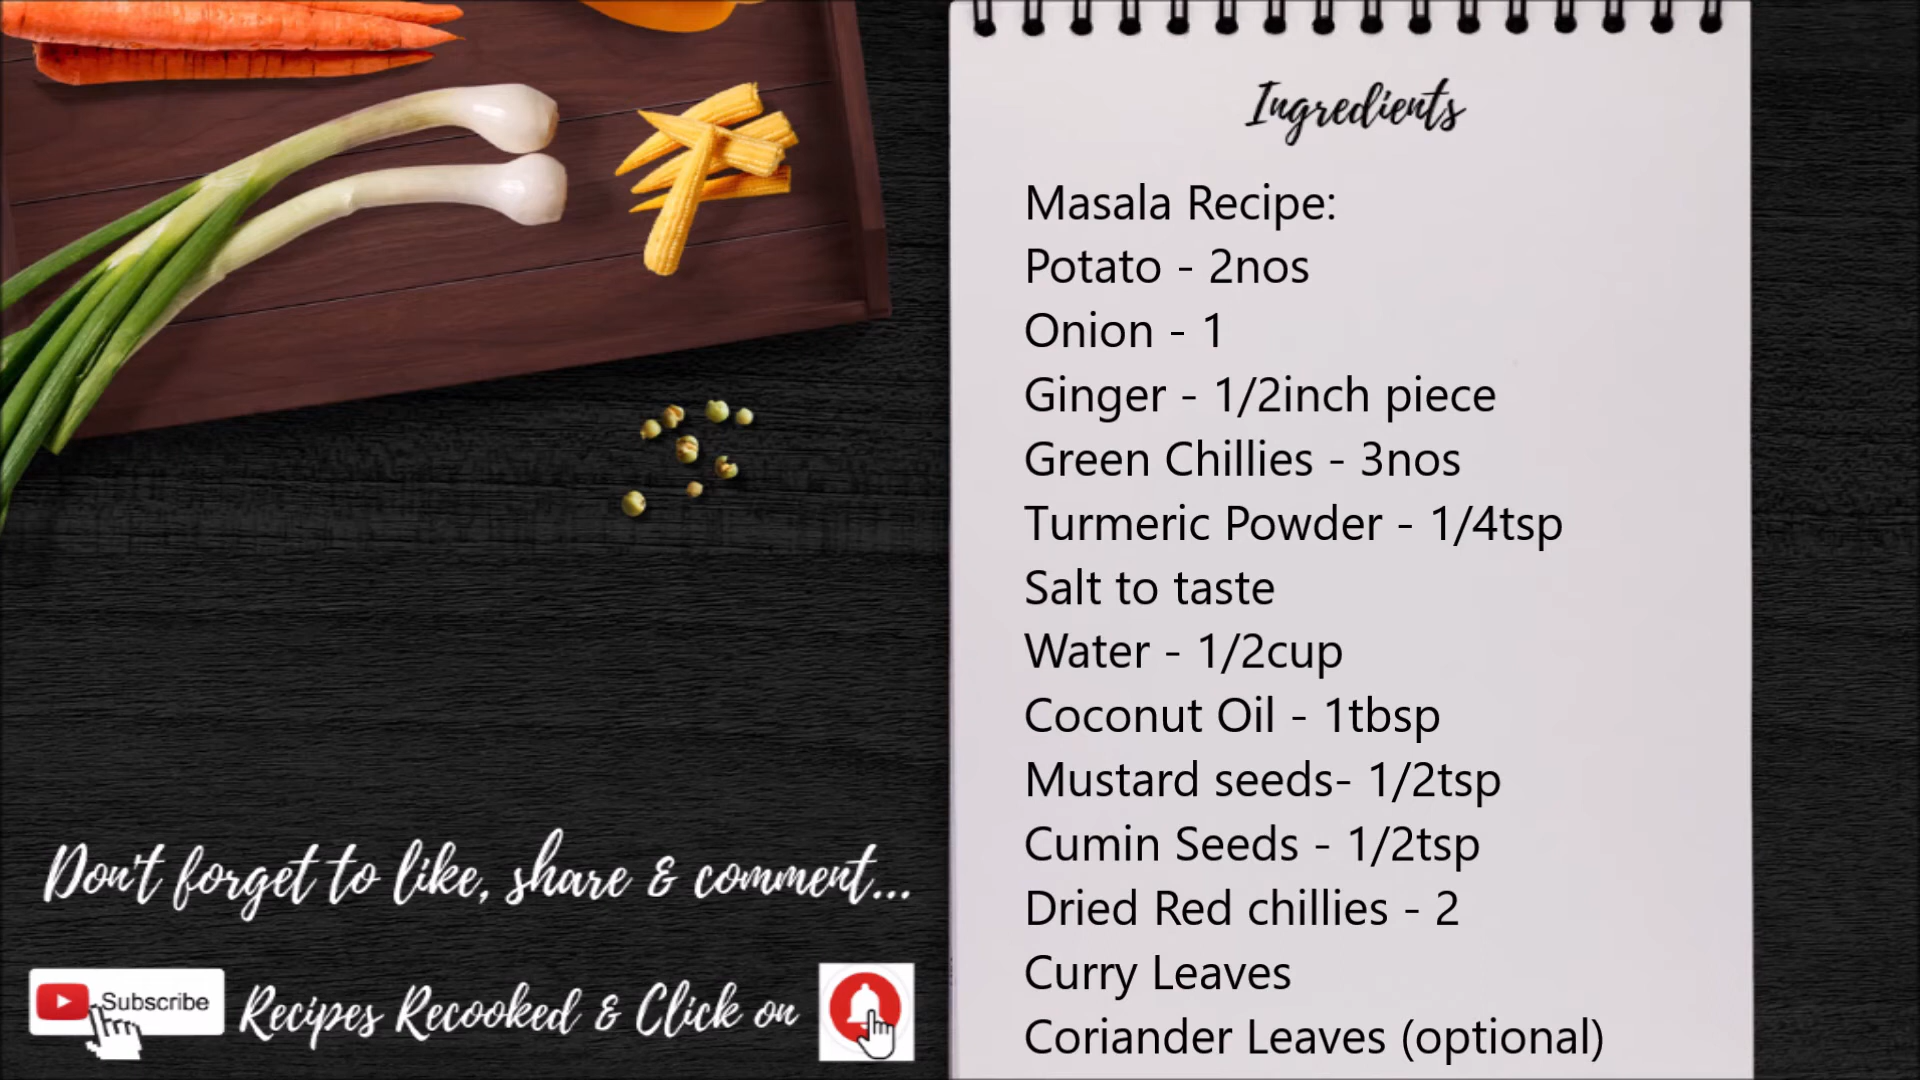 Ingredients
Masala Recipe:
Potato - 2nos
Onion - 1
Ginger - 1/2inch piece
Green Chillies - 3nos
Turmeric Powder - 1/4tsp
Salt to taste
Water - 1/2cup
Coconut Oil - 1tbsp
Mustard seeds- 1/2tsp
Cumin Seeds - 1/2tsp
Dried Red chillies - 2
Curry Leaves
Coriander Leaves (optional)
Don't forget to like, share & comment...
Subscribe
Recipes Recooked & Click on